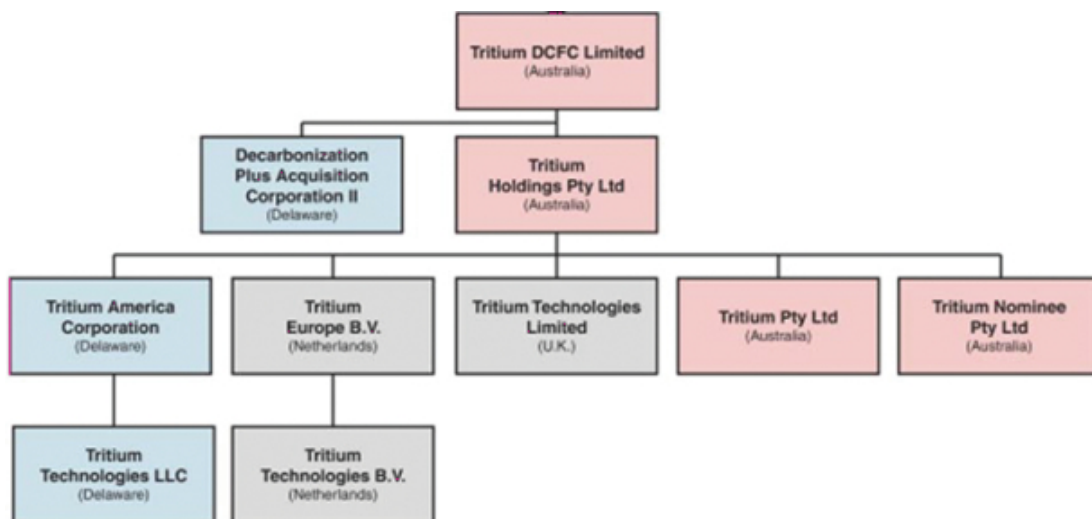 Tritium DCFC Limited
(Australia)
Decarbonization
Plus Acquisition
Corporation II
(Delaware)
Tritium
Holdings Pty Ltd
(Australia)
Tritium America
Corporation
(Delaware)
Tritium
Europe B.V.
(Netherlands)
Tritium Technologies
Limited
(U.K.)
Tritium Pty Ltd
(Australia)
Tritium Nominee
Pty Ltd
(Australia)
Tritium
Technologies LLC
(Delaware)
Tritium
Technologies B.V.
(Netherlands)